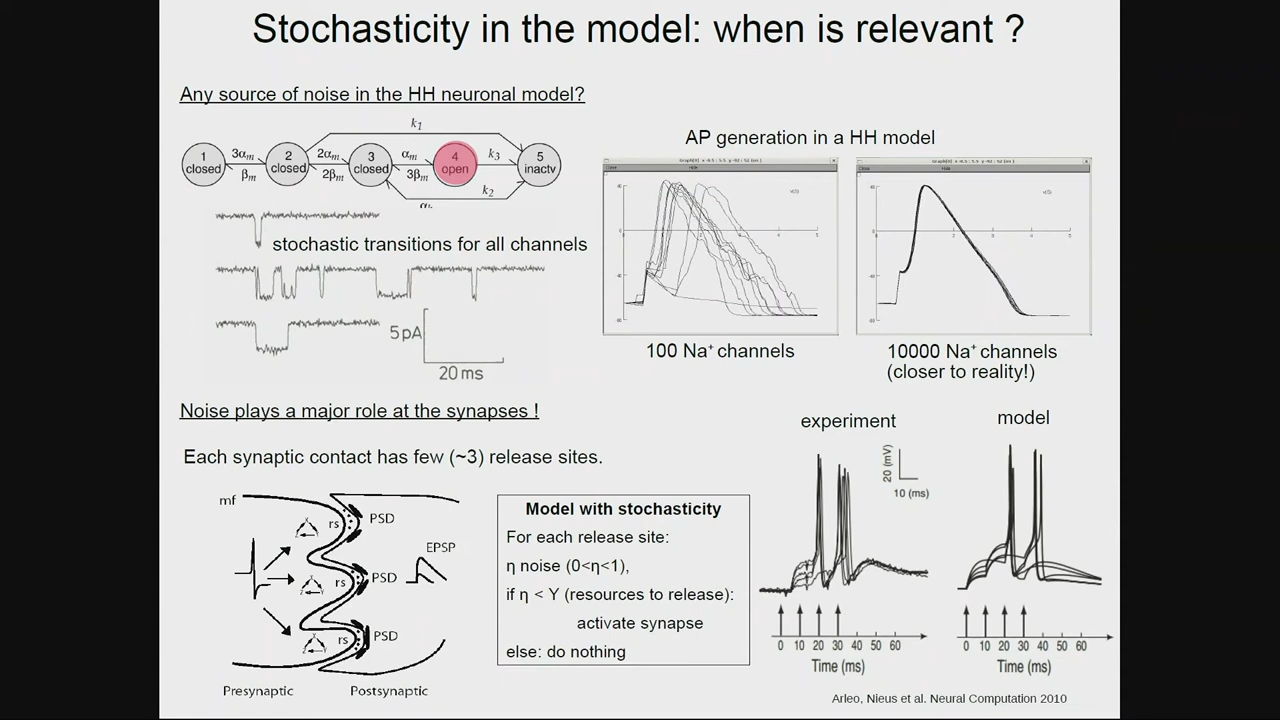 Stochasticity in the model: when is relevant ?
Any source of noise in the HH neuronal model?
k1
1 closed
3αm
βm
2 closed
2αm
2βm
3 closed
αm
3βm
4 open
k3
5 inactv
k2
stochastic transitions for all channels
5 pA
20 ms
AP generation in a HH model
100 Na+ channels
10000 Na+ channels
(closer to reality!)
Noise plays a major role at the synapses !
Each synaptic contact has few (~3) release sites.
mf
rs
PSD
EPSP
rs
PSD
rs
PSD
Presynaptic
Postsynaptic
Model with stochasticity
For each release site:
η noise (0<η<1),
if η < Y (resources to release):
activate synapse
else: do nothing
experiment
model
20 (mV)
10 (ms)
0 10 20 30 40 50 60
Time (ms)
0 10 20 30 40 50 60
Time (ms)
Arleo, Nieus et al. Neural Computation 2010